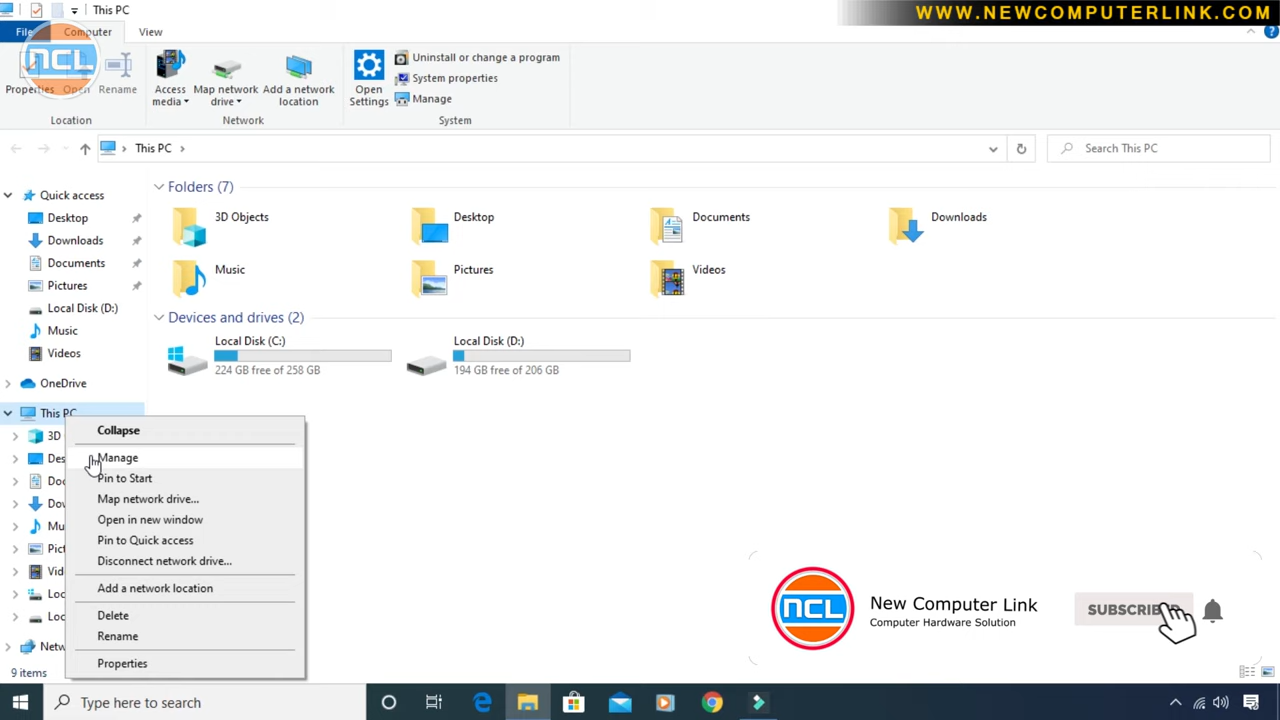 This PC
WWW.NEWCOMPUTERLINK.COM
File
Computer
View
NCL
Properties
Open
Rename
Access media
Map network drive
Add a network location
Open Settings
Uninstall or change a program
System properties
Manage
Location
Network
System
This PC
Search This PC
Quick access
Desktop
Downloads
Documents
Pictures
Local Disk (D:)
Music
Videos
OneDrive
This PC
3D
Folders (7)
3D Objects
Desktop
Documents
Downloads
Music
Pictures
Videos
Devices and drives (2)
Local Disk (C:)
224 GB free of 258 GB
Local Disk (D:)
194 GB free of 206 GB
Collapse
Manage
Pin to Start
Map network drive...
Open in new window
Pin to Quick access
Disconnect network drive...
Add a network location
Delete
Rename
Properties
9 items
NCL
New Computer Link
Computer Hardware Solution
SUBSCRIBED
Type here to search